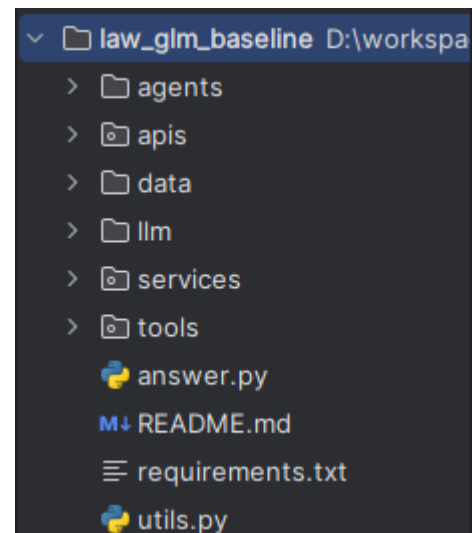 law_glm_baseline D:\workspa
agents
apis
data
llm
services
tools
answer.py
M↓ README.md
requirements.txt
utils.py